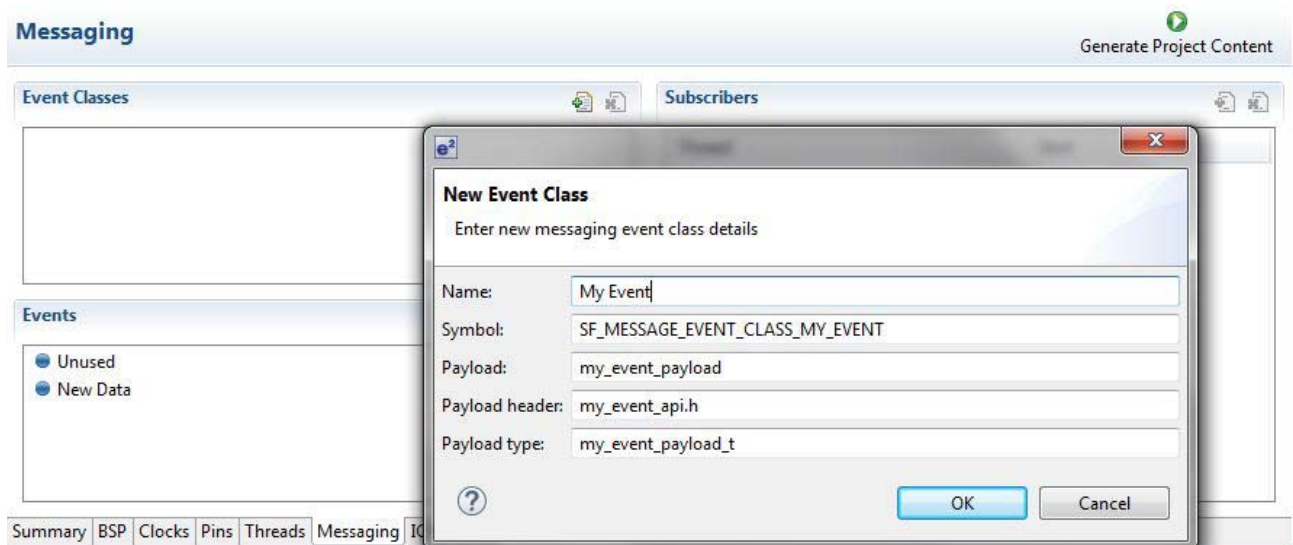 Messaging
Generate Project Content
Event Classes
Subscribers
e²
New Event Class
Enter new messaging event class details
Name: My Event
Symbol: SF_MESSAGE_EVENT_CLASS_MY_EVENT
Payload: my_event_payload
Payload header: my_event_api.h
Payload type: my_event_payload_t
OK Cancel
Events
Unused
New Data
Summary BSP Clocks Pins Threads Messaging